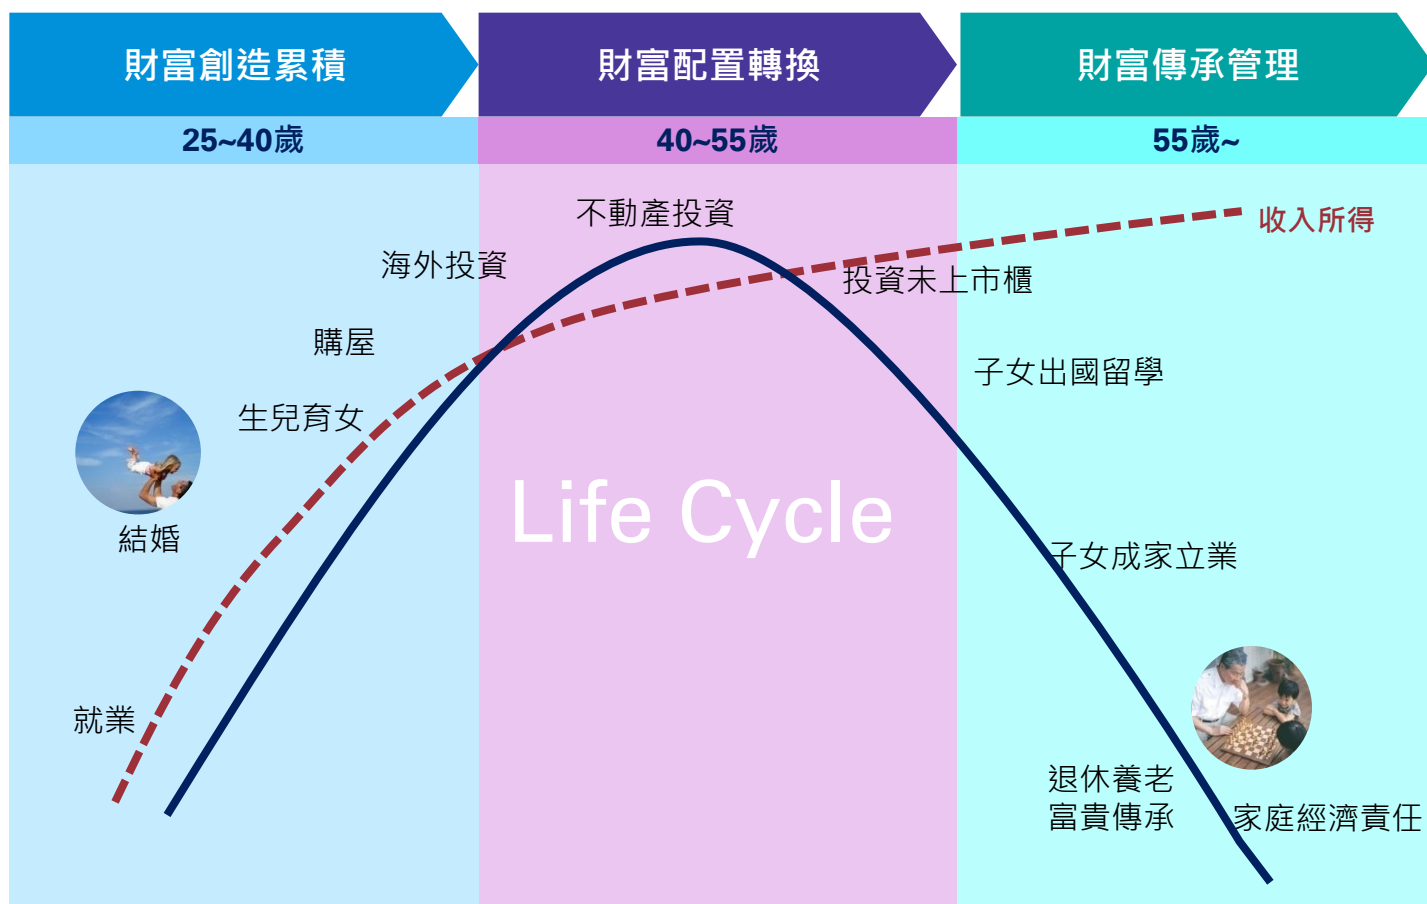 財富創造累積
財富配置轉換
財富傳承管理
25~40歲
40~55歲
55歲~
不動產投資
收入所得
海外投資
投資未上市櫃
購屋
子女出國留學
生兒育女
Life Cycle
結婚
子女成家立業
就業
退休養老
富貴傳承
家庭經濟責任